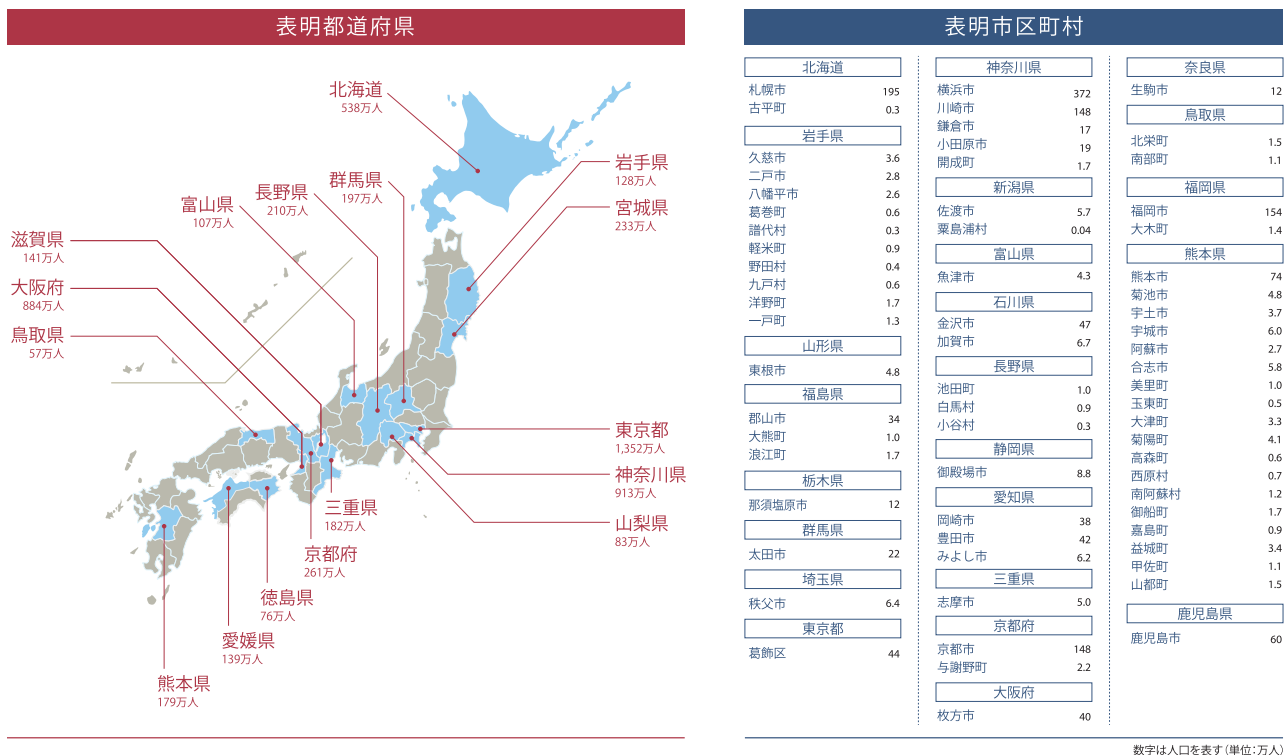 表明都道府県
北海道
538万人
岩手県
128万人
群馬県
197万人
長野県
210万人
宮城県
233万人
富山県
107万人
滋賀県
141万人
大阪府
884万人
鳥取県
57万人
東京都
1,352万人
神奈川県
913万人
三重県
182万人
山梨県
83万人
京都府
261万人
徳島県
76万人
愛媛県
139万人
熊本県
179万人
表明市区町村
北海道
札幌市 195
古平町 0.3
岩手県
久慈市 3.6
二戸市 2.8
八幡平市 2.6
葛巻町 0.6
譜代村 0.3
軽米町 0.9
野田村 0.4
九戸村 0.6
洋野町 1.7
一戸町 1.3
山形県
東根市 4.8
福島県
郡山市 34
大熊町 1.0
浪江町 1.7
栃木県
那須塩原市 12
群馬県
太田市 22
埼玉県
秩父市 6.4
東京都
葛飾区 44
神奈川県
横浜市 372
川崎市 148
鎌倉市 17
小田原市 19
開成町 1.7
新潟県
佐渡市 5.7
粟島浦村 0.04
富山県
魚津市 4.3
石川県
金沢市 47
加賀市 6.7
長野県
池田町 1.0
白馬村 0.9
小谷村 0.3
静岡県
御殿場市 8.8
愛知県
岡崎市 38
豊田市 42
みよし市 6.2
三重県
志摩市 5.0
京都府
京都市 148
与謝野町 2.2
大阪府
枚方市 40
奈良県
生駒市 12
鳥取県
北栄町 1.5
南部町 1.1
福岡県
福岡市 154
大木町 1.4
熊本県
熊本市 74
菊池市 4.8
宇土市 3.7
宇城市 6.0
阿蘇市 2.7
合志市 5.8
美里町 1.0
玉東町 0.5
大津町 3.3
菊陽町 4.1
高森町 0.6
西原村 0.7
南阿蘇村 1.2
御船町 1.7
嘉島町 0.9
益城町 3.4
甲佐町 1.1
山都町 1.5
鹿児島県
鹿児島市 60
数字は人口を表す（単位：万人）